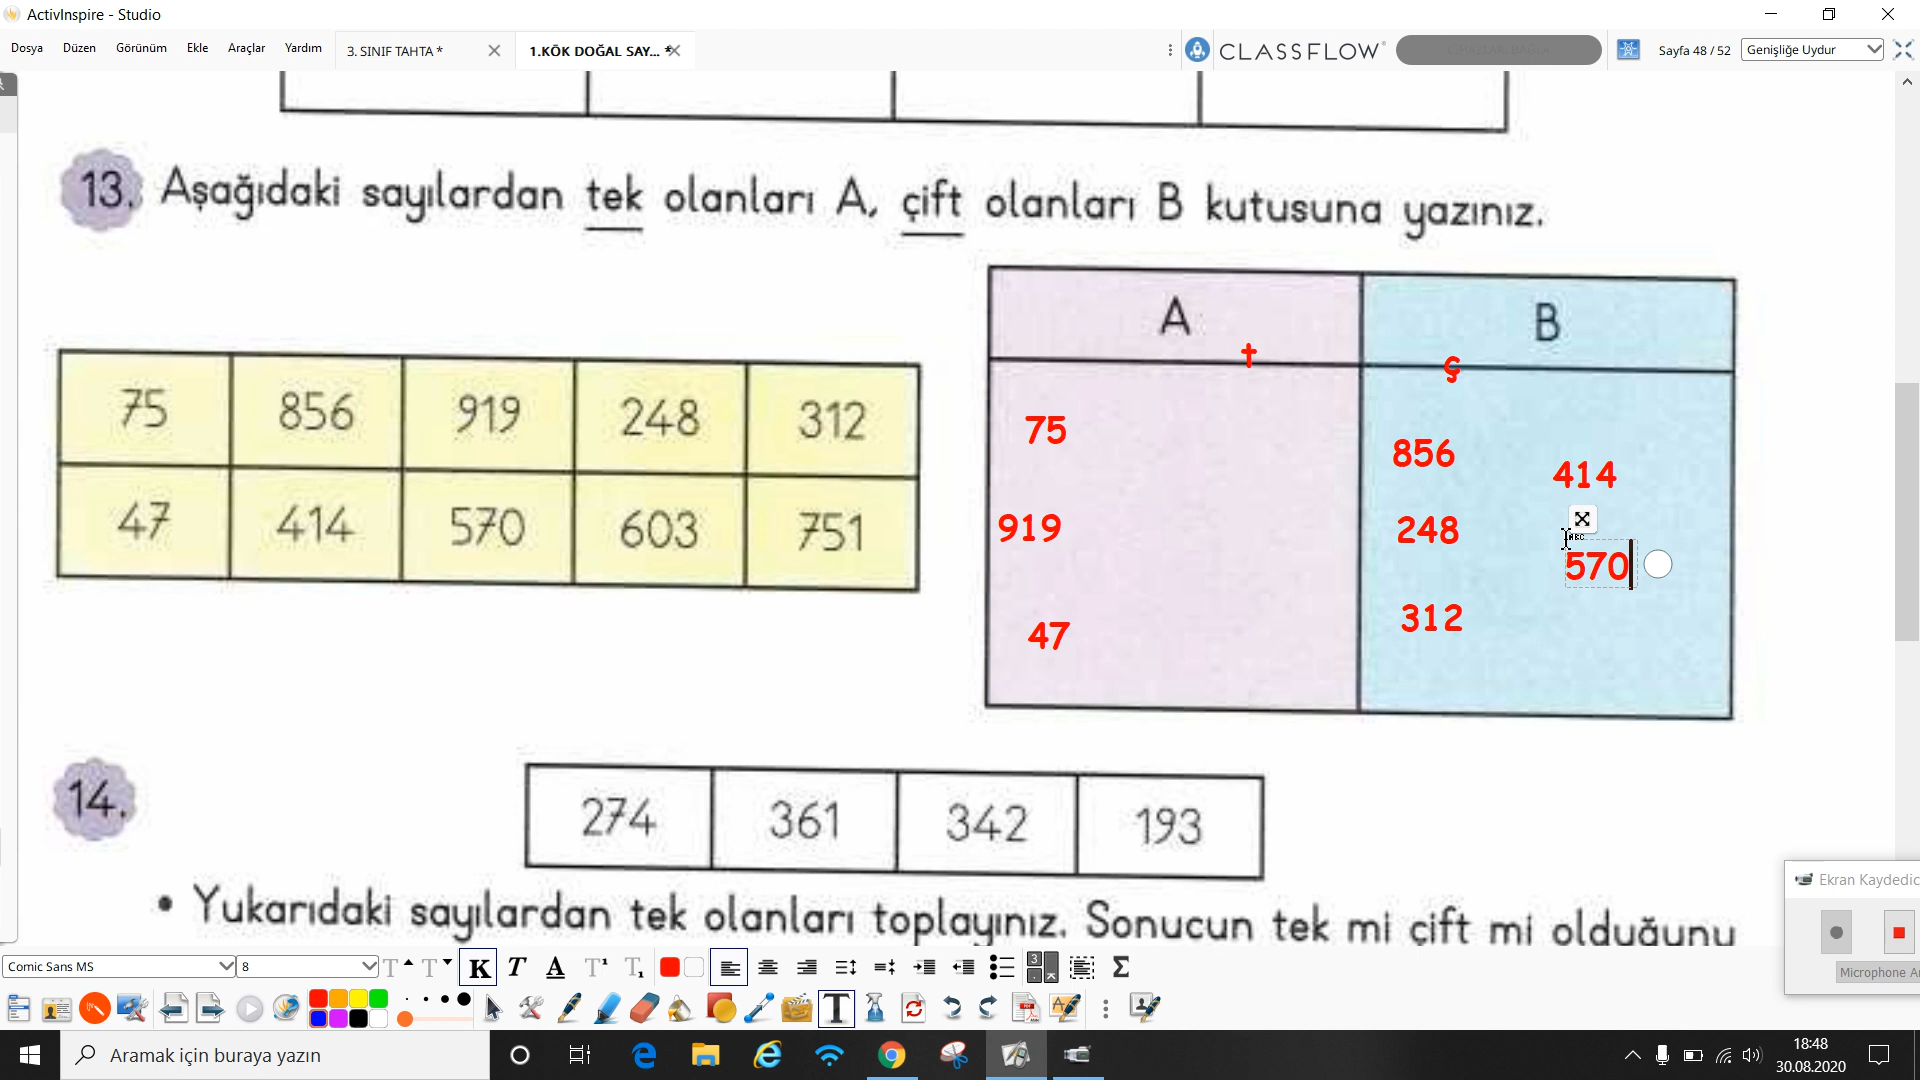 ActivInspire - Studio
Dosya Düzen Görünüm Ekle Araçlar Yardım
3. SINIF TAHTA *
1.KÖK DOĞAL SAY... *
CLASSFLOW
Sayfa 48 / 52
Genişliğe Uydur
13. Aşağıdaki sayılardan tek olanları A, çift olanları B kutusuna yazınız.
75 856 919 248 312
47 414 570 603 751
A B
t ç
75 856 414
919 248 570
47 312
14.
274 361 342 193
• Yukarıdaki sayılardan tek olanları toplayınız. Sonucun tek mi çift mi olduğunu
Ekran Kaydedic
Microphone Ar
Comic Sans MS 8
Aramak için buraya yazın
18:48
30.08.2020